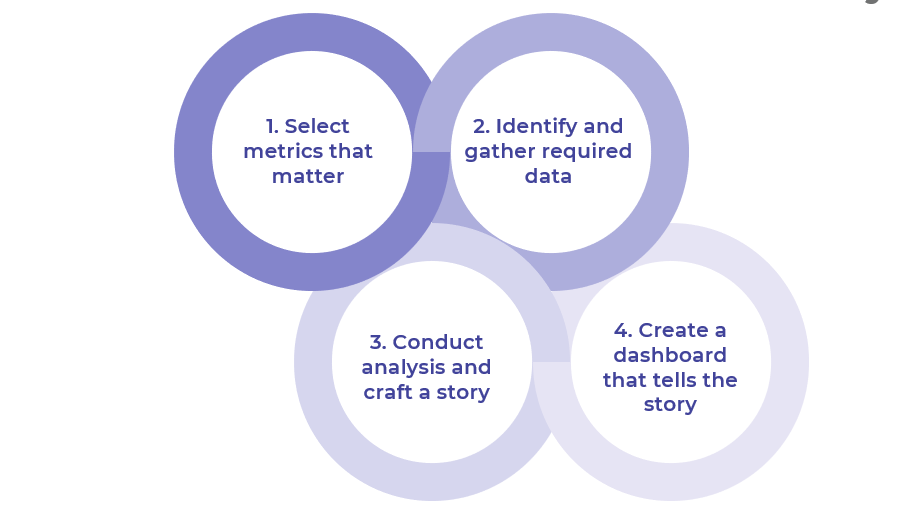 1. Select
metrics that
matter
2. Identify and
gather required
data
3. Conduct
analysis and
craft a story
4. Create a
dashboard
that tells the
story